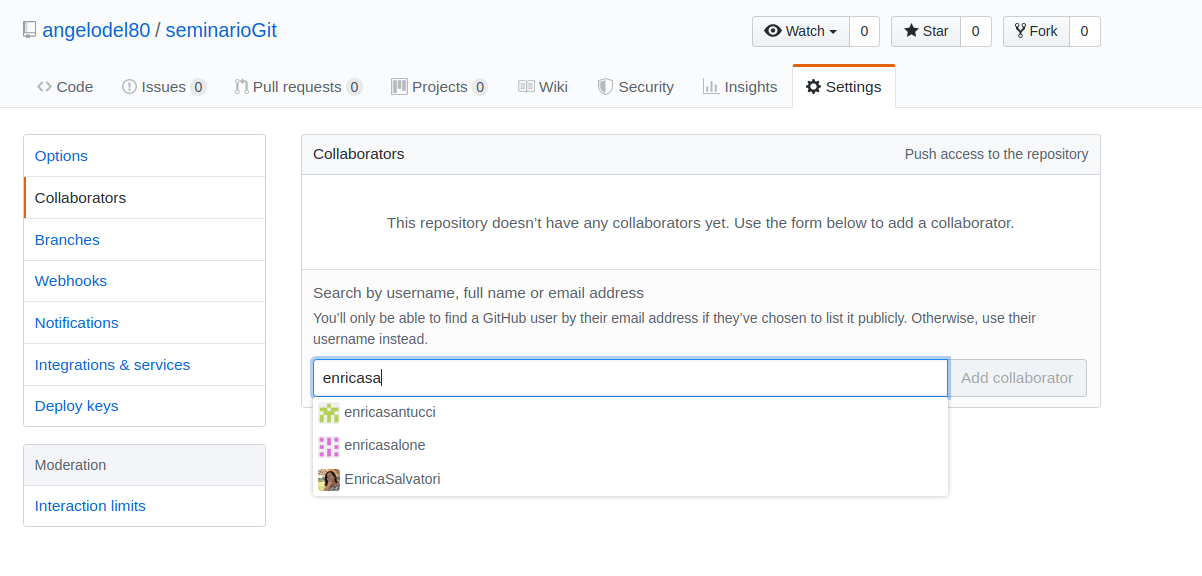 angelodel80 / seminarioGit
Watch 0 Star 0 Fork 0
Code Issues 0 Pull requests 0 Projects 0 Wiki Security Insights Settings
Options
Collaborators
Branches
Webhooks
Notifications
Integrations & services
Deploy keys
Moderation
Interaction limits
Collaborators Push access to the repository
This repository doesn’t have any collaborators yet. Use the form below to add a collaborator.
Search by username, full name or email address
You’ll only be able to find a GitHub user by their email address if they’ve chosen to list it publicly. Otherwise, use their
username instead.
enricasa Add collaborator
enricasantucci
enricasalone
EnricaSalvatori